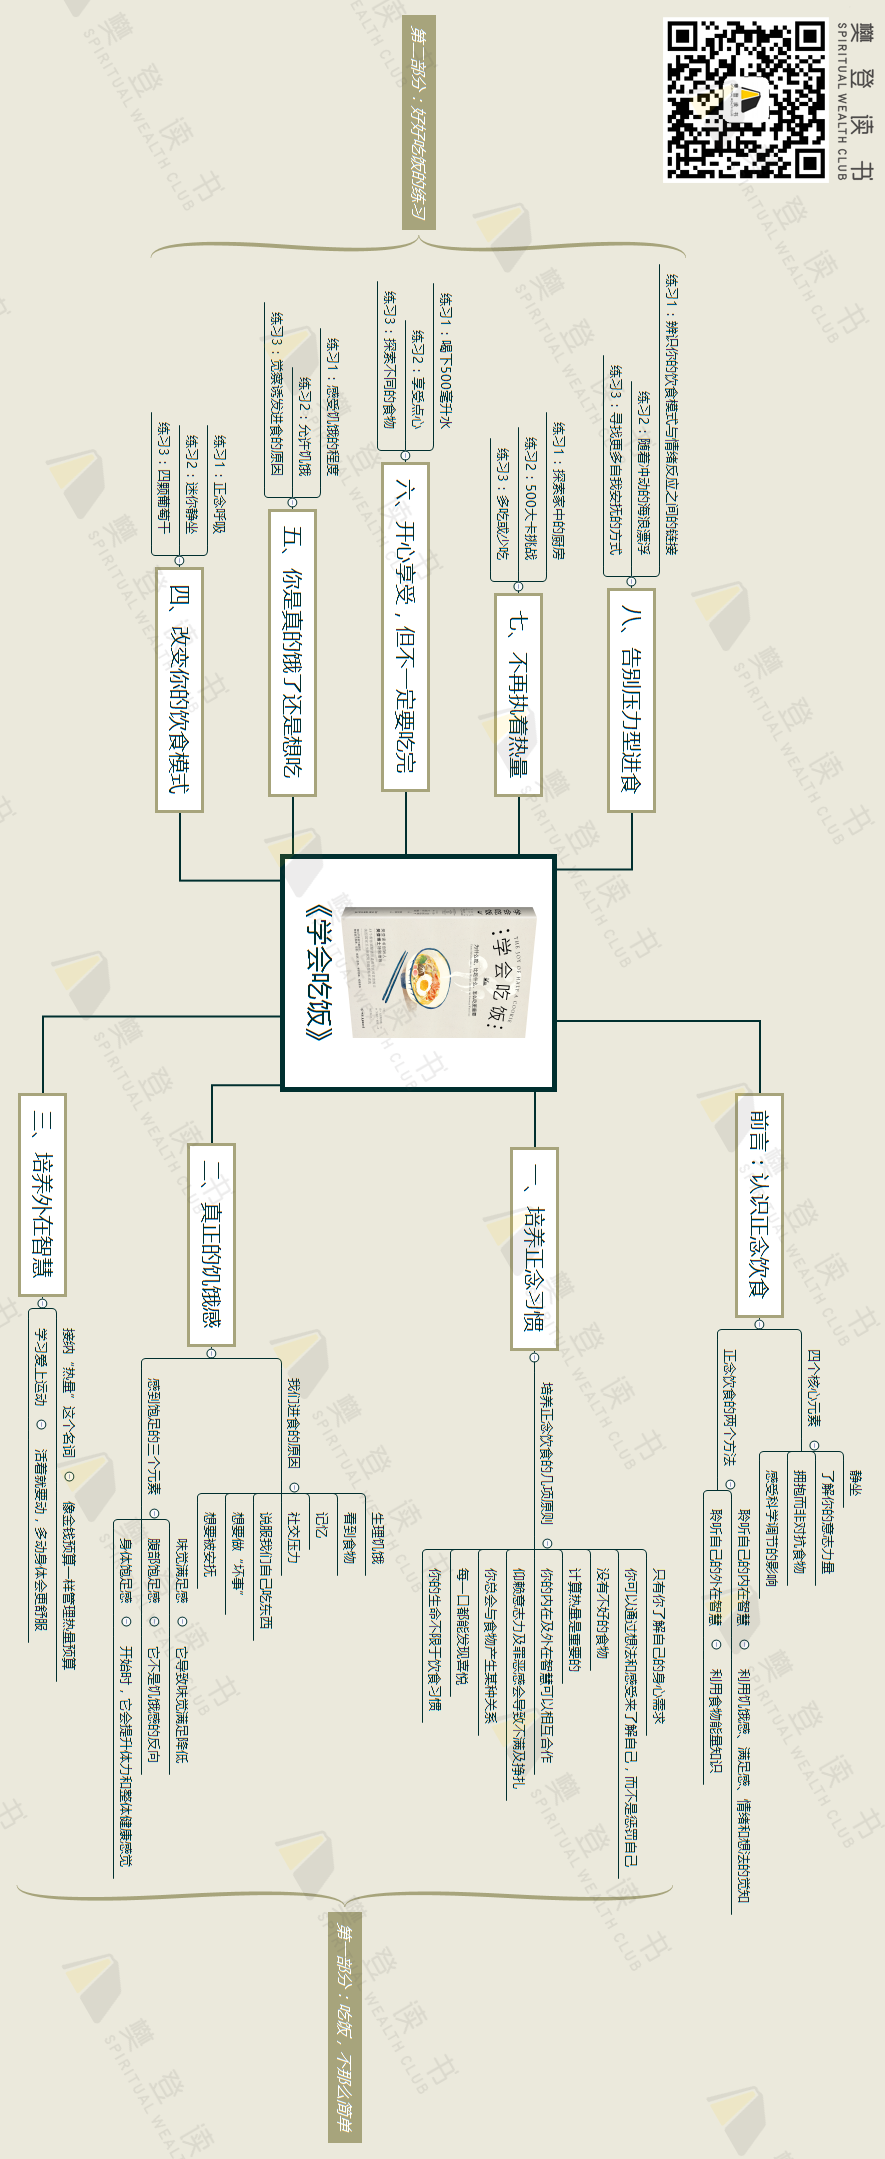 樊登读书
SPIRITUAL WEALTH CLUB
《学会吃饭》
THE JOY OF HALF A COOKIE
:学会吃饭:
前言：认识正念饮食
四个核心元素
静坐
了解你的意志力量
拥抱而非对抗食物
感受科学调节的影响
正念饮食的两个方法
聆听自己的内在智慧
利用饥饿感、满足感、情绪和想法的觉知
聆听自己的外在智慧
利用食物能量知识
第一部分：吃饭，不那么简单
一、培养正念习惯
培养正念饮食的几项原则
只有你了解自己的身心需求
你可以通过想法和感受来了解自己，而不是惩罚自己
没有不好的食物
计算热量是重要的
你的内在及外在智慧可以相互合作
仰赖意志力及罪恶感会导致不满及挣扎
你总会与食物产生某种关系
每一口都能发现喜悦
你的生命不限于饮食习惯
二、真正的饥饿感
我们进食的原因
生理饥饿
看到食物
记忆
社交压力
说服我们自己吃东西
想要做“坏事”
想要被安抚
感到饱足的三个元素
味觉满足感
它导致味觉满足降低
腹部饱足感
它不是饥饿感的反向
身体饱足感
开始时，它会提升体力和整体健康感觉
三、培养外在智慧
接纳“热量”这个名词
像金钱预算一样管理热量预算
学习爱上运动
活着就要动，多动身体会更舒服
第二部分：好好吃饭的练习
八、告别压力型进食
练习1：辨识你的饮食模式与情绪反应之间的链接
练习2：随着冲动的海浪漂浮
练习3：寻找更多自我安抚的方式
七、不再执着热量
练习1：探索家中的厨房
练习2：500大卡挑战
练习3：多吃或少吃
六、开心享受，但不一定要吃完
练习1：喝下500毫升水
练习2：享受点心
练习3：探索不同的食物
五、你是真的饿了还是想吃
练习1：感受饥饿的程度
练习2：允许饥饿
练习3：觉察诱发进食的原因
四、改变你的饮食模式
练习1：正念呼吸
练习2：迷你静坐
练习3：四颗葡萄干